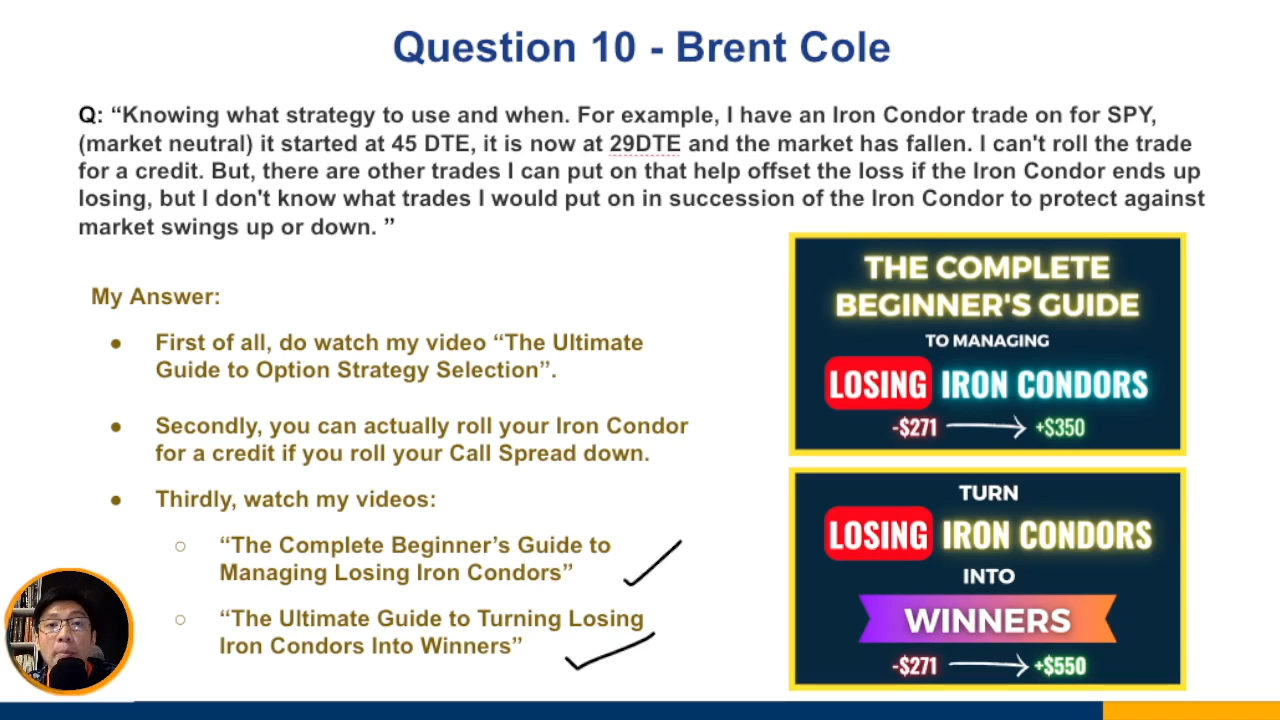 Question 10 - Brent Cole
Q: “Knowing what strategy to use and when. For example, I have an Iron Condor trade on for SPY,
(market neutral) it started at 45 DTE, it is now at 29DTE and the market has fallen. I can't roll the trade
for a credit. But, there are other trades I can put on that help offset the loss if the Iron Condor ends up
losing, but I don't know what trades I would put on in succession of the Iron Condor to protect against
market swings up or down. ”
My Answer:
● First of all, do watch my video “The Ultimate
Guide to Option Strategy Selection”.
● Secondly, you can actually roll your Iron Condor
for a credit if you roll your Call Spread down.
● Thirdly, watch my videos:
○ “The Complete Beginner’s Guide to
Managing Losing Iron Condors”
○ “The Ultimate Guide to Turning Losing
Iron Condors Into Winners”
THE COMPLETE
BEGINNER'S GUIDE
TO MANAGING
LOSING IRON CONDORS
-$271 → +$350
TURN
LOSING IRON CONDORS
INTO
WINNERS
-$271 → +$550